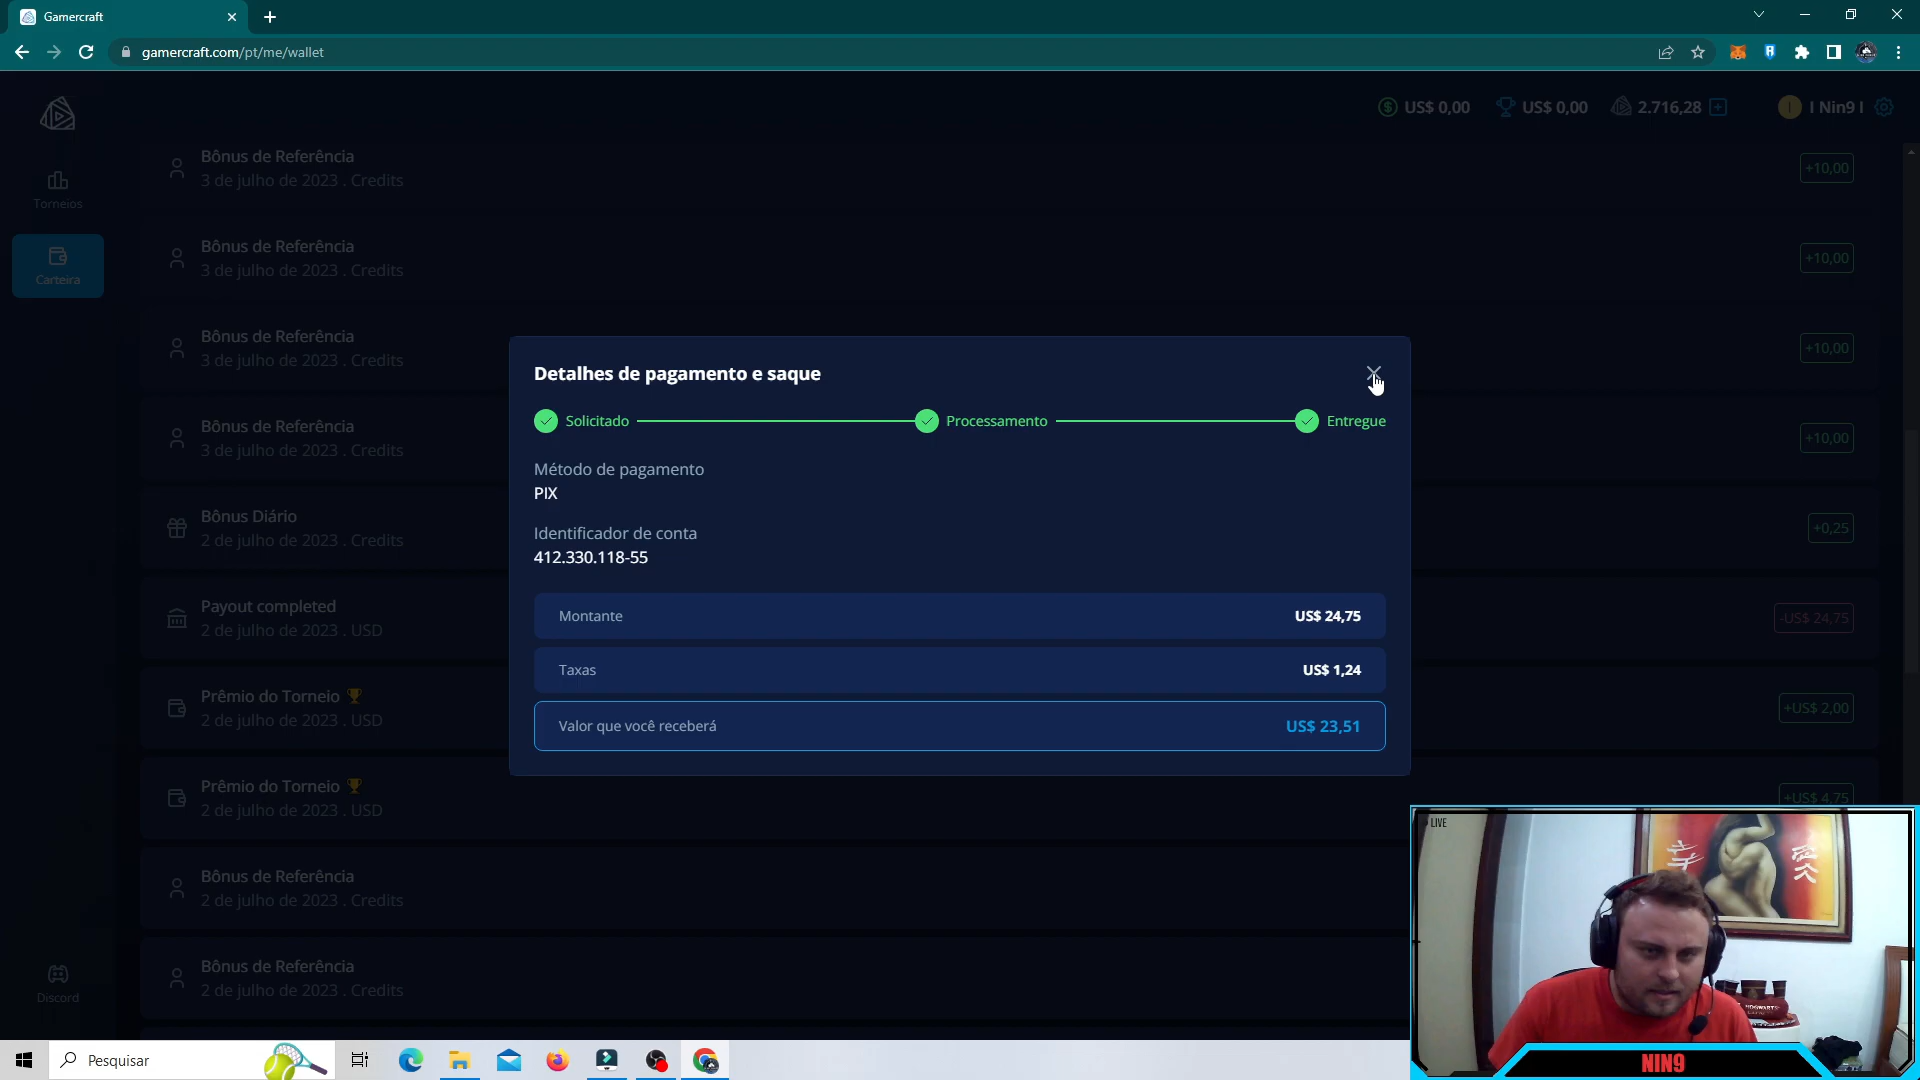 Gamercraft
gamercraft.com/pt/me/wallet
US$ 0,00
US$ 0,00
2.716,28
I Nin9 I
Torneios
Carteira
Discord
Bônus de Referência
3 de julho de 2023 . Credits
+10,00
Bônus de Referência
3 de julho de 2023 . Credits
+10,00
Bônus de Referência
3 de julho de 2023 . Credits
+10,00
Bônus de Referência
3 de julho de 2023 . Credits
+10,00
Bônus Diário
2 de julho de 2023 . Credits
+0,25
Payout completed
2 de julho de 2023 . USD
-US$ 24,75
Prêmio do Torneio
2 de julho de 2023 . USD
+US$ 2,00
Prêmio do Torneio
2 de julho de 2023 . USD
+US$ 4,75
Bônus de Referência
2 de julho de 2023 . Credits
Bônus de Referência
2 de julho de 2023 . Credits
Detalhes de pagamento e saque
Solicitado
Processamento
Entregue
Método de pagamento
PIX
Identificador de conta
412.330.118-55
Montante
US$ 24,75
Taxas
US$ 1,24
Valor que você receberá
US$ 23,51
LIVE
NIN9
Pesquisar